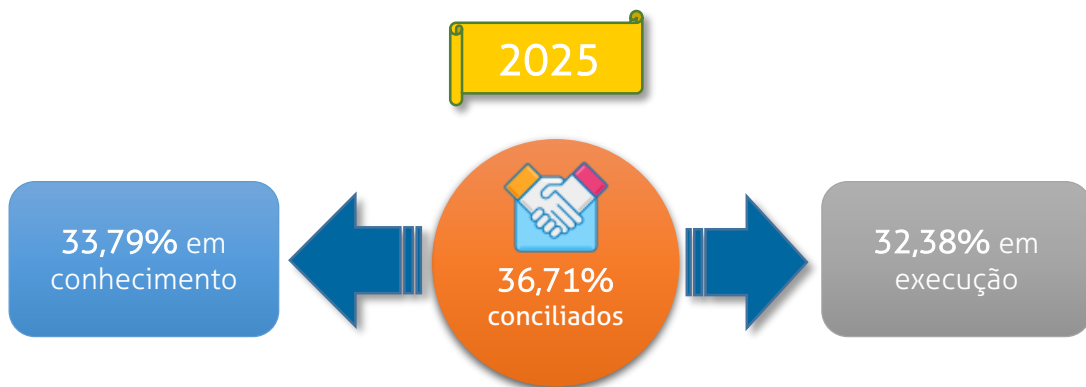 2025
33,79% em
conhecimento
36,71%
conciliados
32,38% em
execução